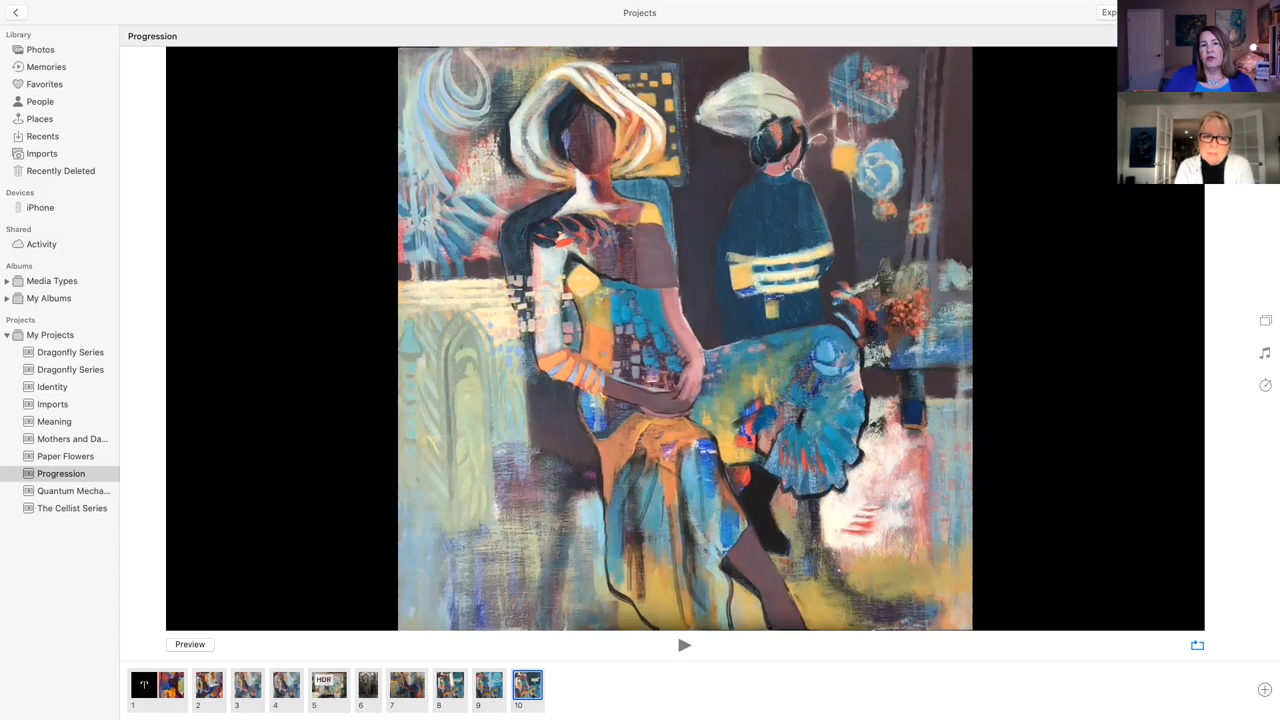 Projects
Exp
Library
Photos
Memories
Favorites
People
Places
Recents
Imports
Recently Deleted
Devices
iPhone
Shared
Activity
Albums
Media Types
My Albums
Projects
My Projects
Dragonfly Series
Dragonfly Series
Identity
Imports
Meaning
Mothers and Da...
Paper Flowers
Progression
Quantum Mecha...
The Cellist Series
Progression
Preview
HDR
1 2 3 4 5 6 7 8 9 10